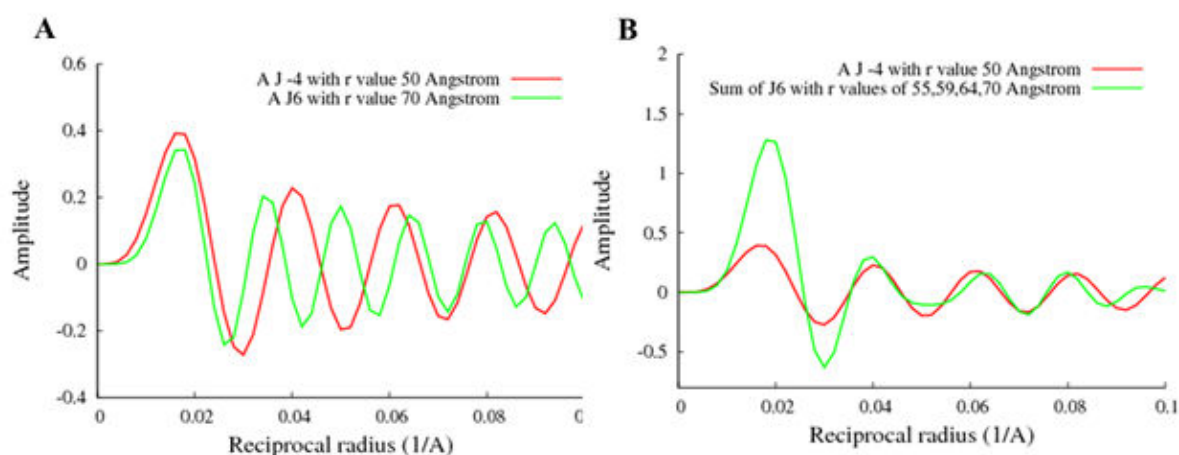 A
0.6
0.4
0.2
0
-0.2
-0.4
A J -4 with r value 50 Angstrom
A J6 with r value 70 Angstrom
Amplitude
0 0.02 0.04 0.06 0.08 0
Reciprocal radius (1/A)
B
2
1.5
1
0.5
0
-0.5
A J -4 with r value 50 Angstrom
Sum of J6 with r values of 55,59,64,70 Angstrom
Amplitude
0 0.02 0.04 0.06 0.08 0.1
Reciprocal radius (1/A)